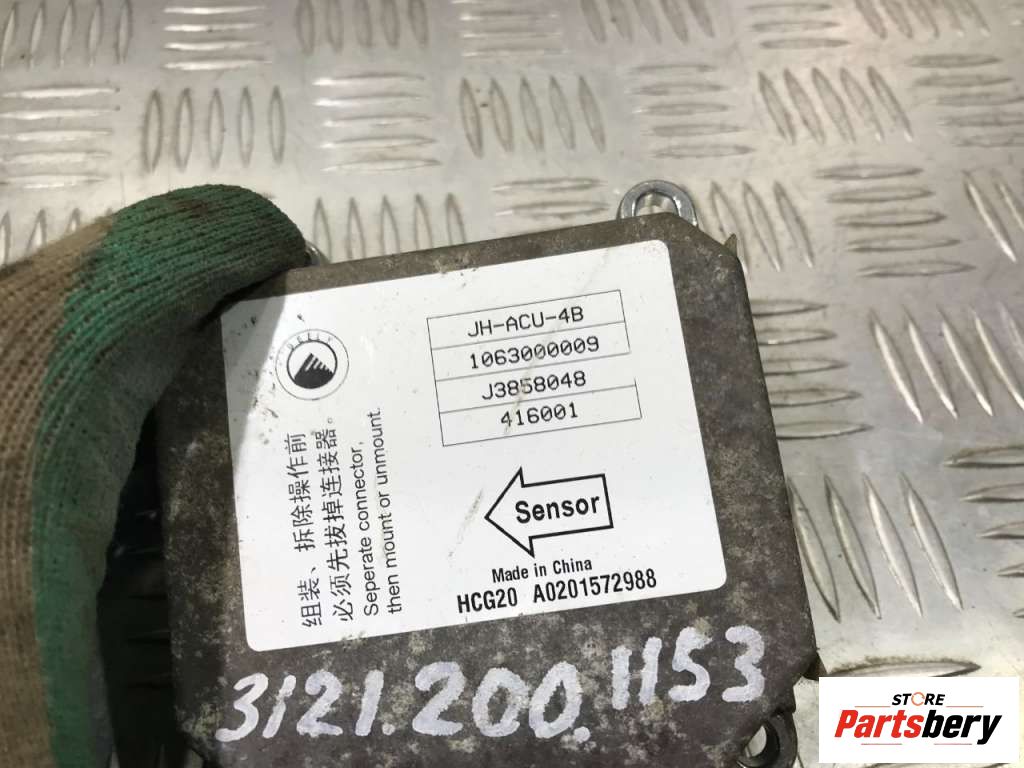 JH-ACU-4B
1063000009
J3858048
416001
组装、拆除操作前
必须先拔掉连接器。
Seperate connector,
then mount or unmount.
Sensor
Made in China
HCG20 A0201572988
3121.200.1153
STORE
Partsbery